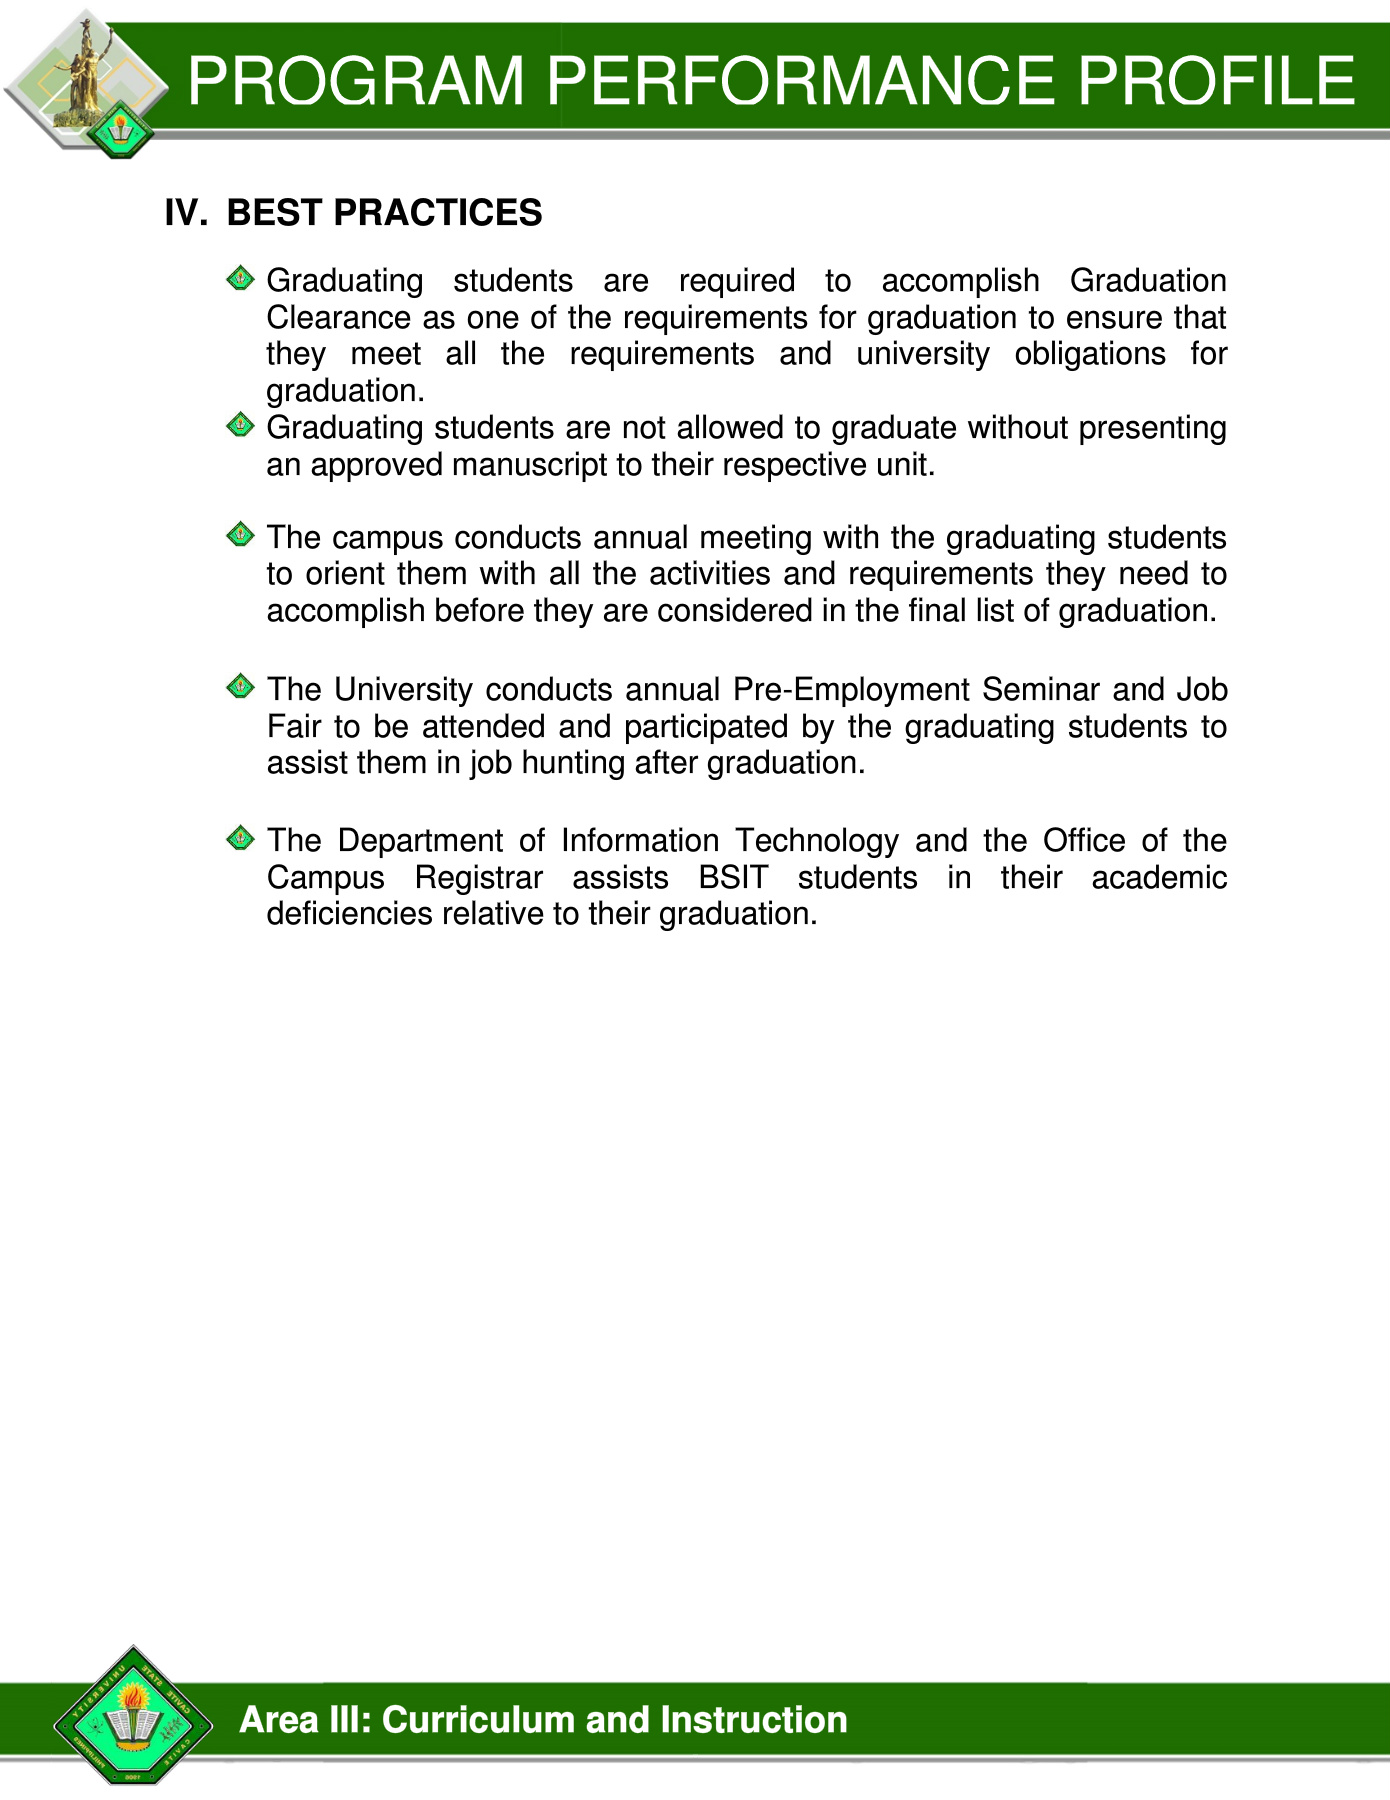 PROGRAM PERFORMANCE PROFILE
IV. BEST PRACTICES
Graduating students are required to accomplish Graduation
Clearance as one of the requirements for graduation to ensure that
they meet all the requirements and university obligations for
graduation.
Graduating students are not allowed to graduate without presenting
an approved manuscript to their respective unit.
The campus conducts annual meeting with the graduating students
to orient them with all the activities and requirements they need to
accomplish before they are considered in the final list of graduation.
The University conducts annual Pre-Employment Seminar and Job
Fair to be attended and participated by the graduating students to
assist them in job hunting after graduation.
The Department of Information Technology and the Office of the
Campus Registrar assists BSIT students in their academic
deficiencies relative to their graduation.
CAVITE STATE UNIVERSITY
CAVITE
PHILIPPINES
Area III: Curriculum and Instruction